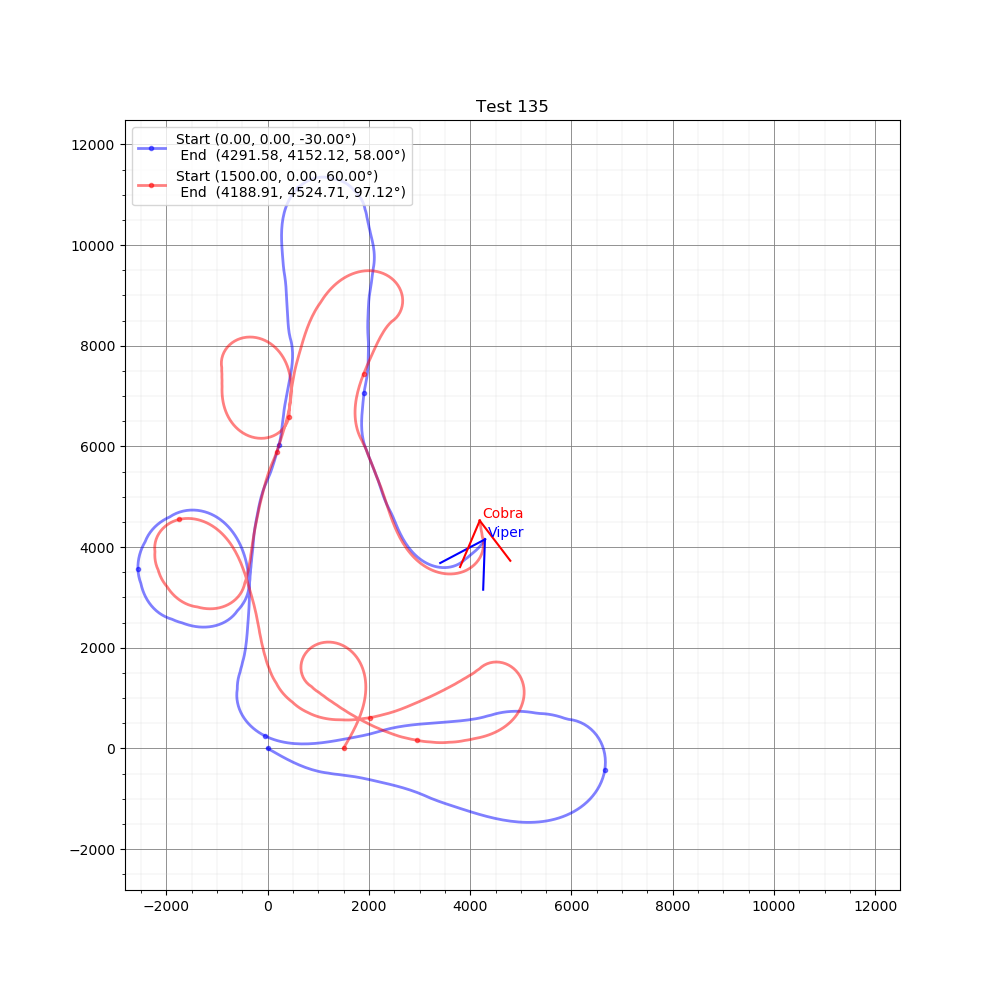 Test 135
Start (0.00, 0.00, -30.00°)
End (4291.58, 4152.12, 58.00°)
Start (1500.00, 0.00, 60.00°)
End (4188.91, 4524.71, 97.12°)
12000
10000
8000
6000
4000
2000
0
−2000
Cobra
Viper
−2000 0 2000 4000 6000 8000 10000 12000